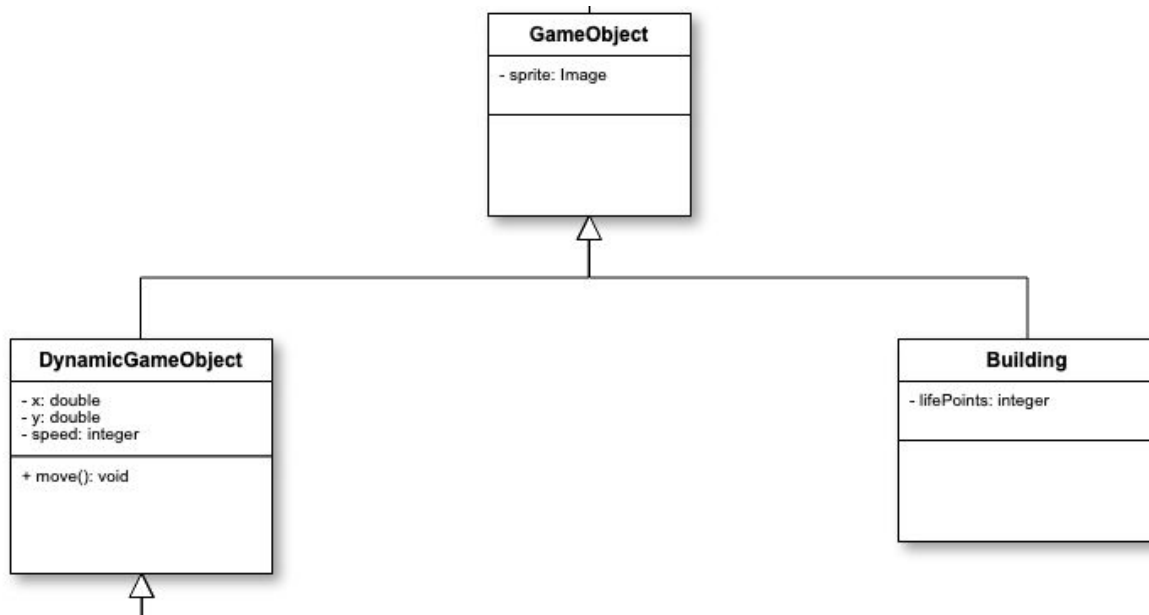 GameObject
- sprite: Image
DynamicGameObject
- x: double
- y: double
- speed: integer
+ move(): void
Building
- lifePoints: integer